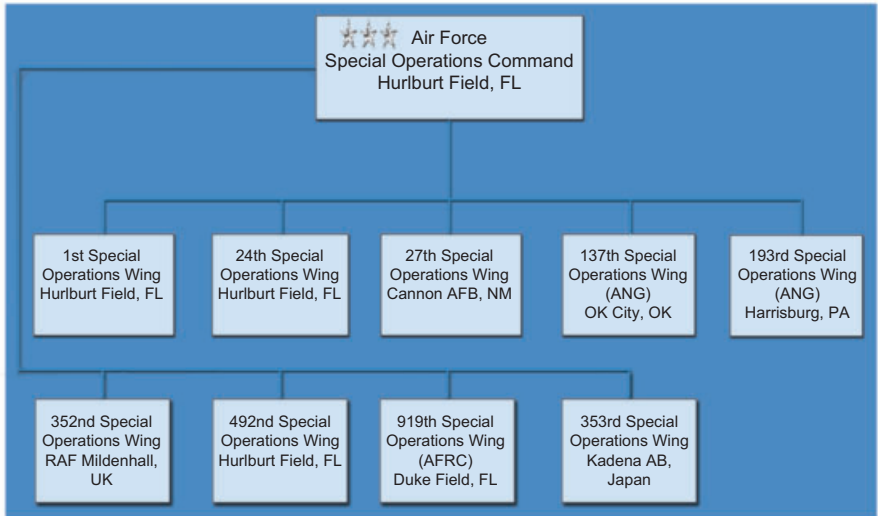 Air Force
Special Operations Command
Hurlburt Field, FL
1st Special
Operations Wing
Hurlburt Field, FL
24th Special
Operations Wing
Hurlburt Field, FL
27th Special
Operations Wing
Cannon AFB, NM
137th Special
Operations Wing
(ANG)
OK City, OK
193rd Special
Operations Wing
(ANG)
Harrisburg, PA
352nd Special
Operations Wing
RAF Mildenhall,
UK
492nd Special
Operations Wing
Hurlburt Field, FL
919th Special
Operations Wing
(AFRC)
Duke Field, FL
353rd Special
Operations Wing
Kadena AB,
Japan